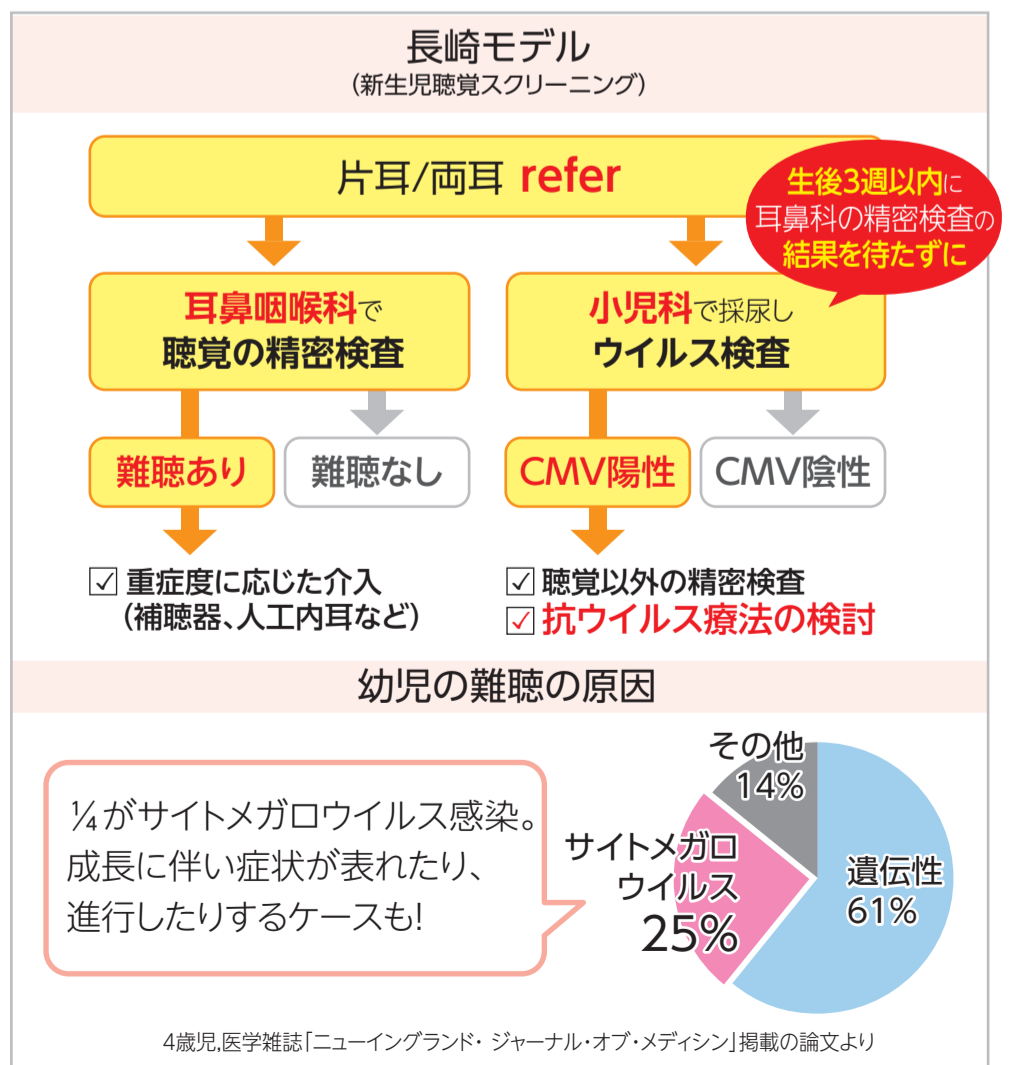 長崎モデル
(新生児聴覚スクリーニング)
片耳/両耳 refer
生後3週以内に
耳鼻科の精密検査の
結果を待たずに
耳鼻咽喉科で
聴覚の精密検査
小児科で採尿し
ウイルス検査
難聴あり
難聴なし
CMV陽性
CMV陰性
☑ 重症度に応じた介入
(補聴器、人工内耳など)
☑ 聴覚以外の精密検査
☑ 抗ウイルス療法の検討
幼児の難聴の原因
¼がサイトメガロウイルス感染。
成長に伴い症状が表れたり、
進行したりするケースも!
その他
14%
サイトメガロ
ウイルス
25%
遺伝性
61%
4歳児,医学雑誌「ニューイングランド・ ジャーナル・オブ・メディシン」掲載の論文より